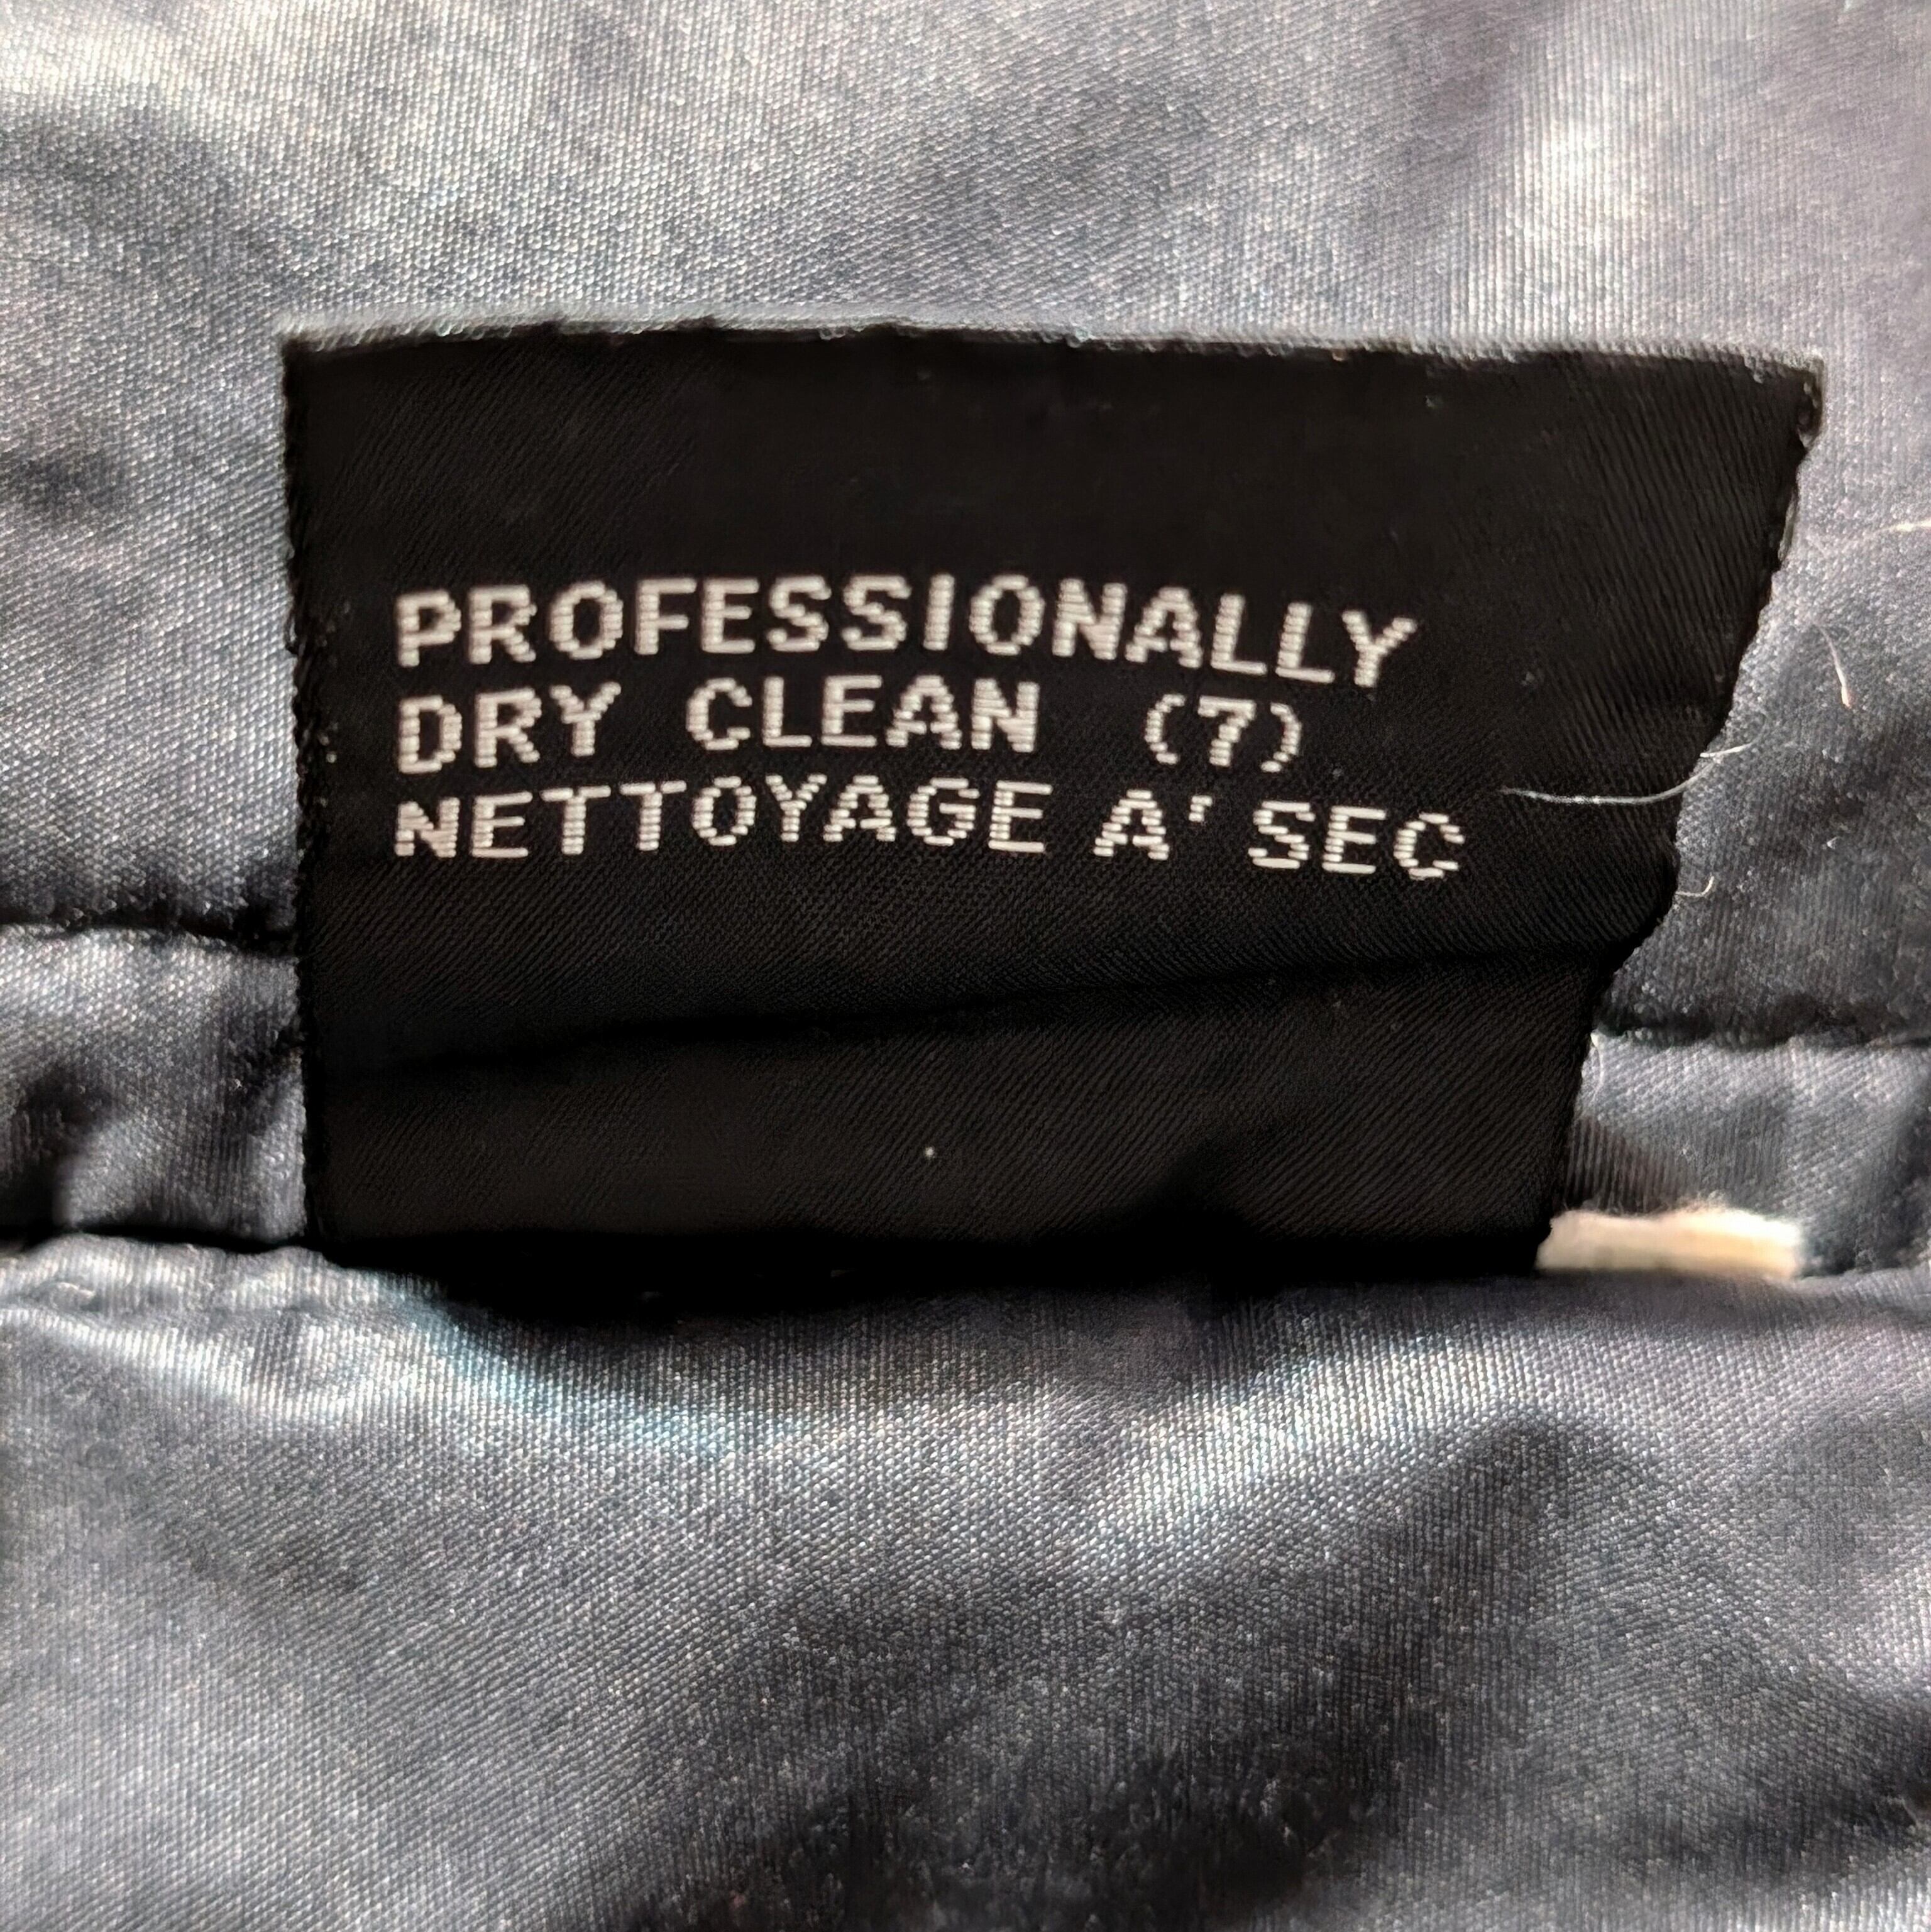 PROFESSIONALLY
DRY CLEAN (7)
NETTOYAGE A' SEC